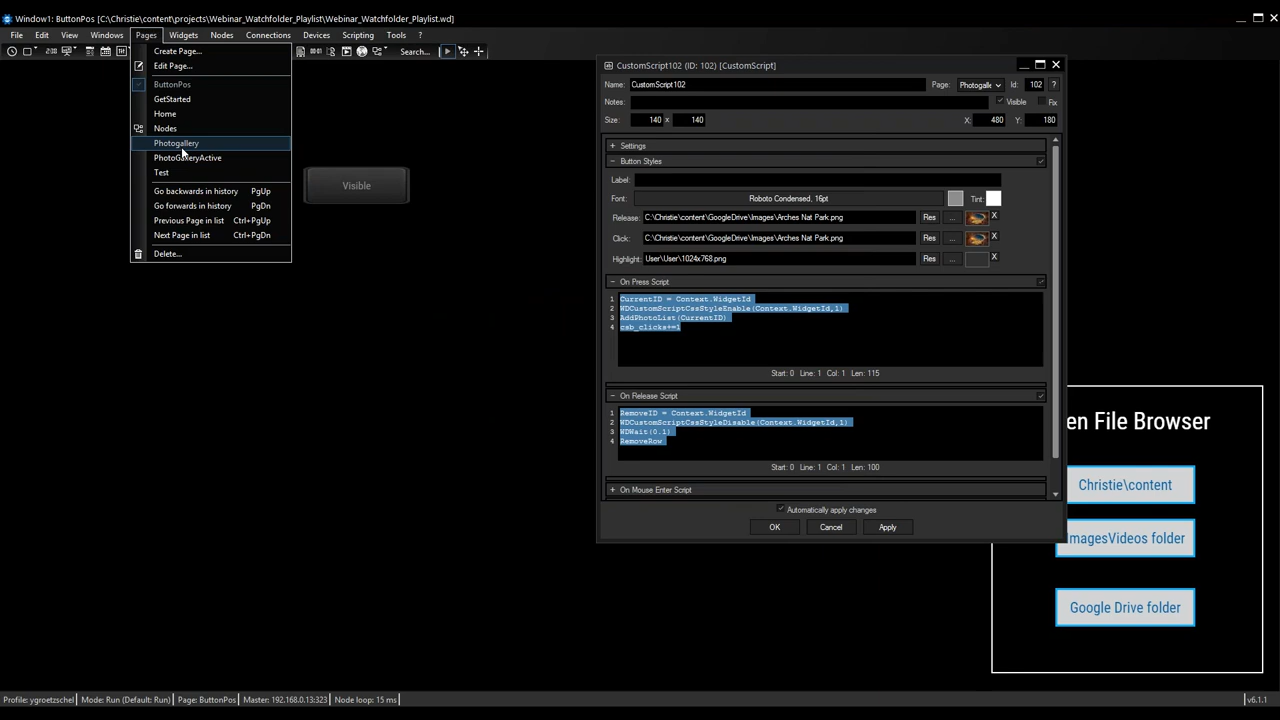 Window1: ButtonPos [C:\Christie\content\projects\Webinar_Watchfolder_Playlist\Webinar_Watchfolder_Playlist.wd]
File Edit View Windows Pages Widgets Nodes Connections Devices Scripting Tools ?
Search...
Create Page...
Edit Page...
ButtonPos
GetStarted
Home
Nodes
Photogallery
PhotoGalleryActive
Test
Go backwards in history PgUp
Go forwards in history PgDn
Previous Page in list Ctrl+PgUp
Next Page in list Ctrl+PgDn
Delete...
Visible
CustomScript102 (ID: 102) [CustomScript]
Name: CustomScript102 Page: Photogalle Id: 102 ?
Notes: Visible Fix
Size: 140 x 140 X: 480 Y: 180
Settings
Button Styles
Label:
Font: Roboto Condensed, 16pt Tint:
Release: C:\Christie\content\GoogleDrive\Images\Arches Nat Park.png Res ... X
Click: C:\Christie\content\GoogleDrive\Images\Arches Nat Park.png Res ... X
Highlight: User\User\1024x768.png Res ... X
On Press Script
1 CurrentID = Context.WidgetId
2 WDCustomScriptCssStyleEnable(Context.WidgetId,1)
3 AddPhotoList(CurrentID)
4 csb_clicks+=1
Start: 0 Line: 1 Col: 1 Len: 115
On Release Script
1 RemoveID = Context.WidgetId
2 WDCustomScriptCssStyleDisable(Context.WidgetId,1)
3 WDWait(0.1)
4 RemoveRow
Start: 0 Line: 1 Col: 1 Len: 100
On Mouse Enter Script
Automatically apply changes
OK Cancel Apply
en File Browser
Christie\content
ImagesVideos folder
Google Drive folder
Profile: ygroetzschel Mode: Run (Default: Run) Page: ButtonPos Master: 192.168.0.13:323 Node loop: 15 ms v6.1.1